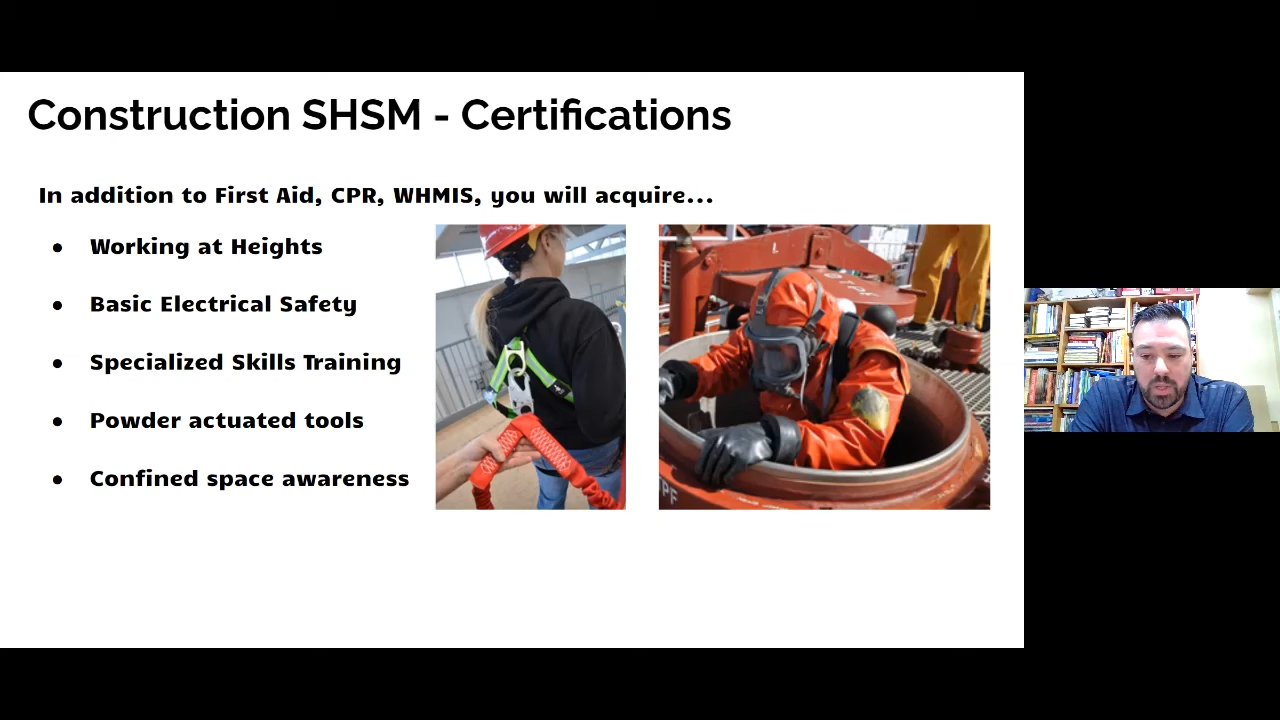 Construction SHSM - Certifications
In addition to First Aid, CPR, WHMIS, you will acquire...
● Working at Heights
● Basic Electrical Safety
● Specialized Skills Training
● Powder actuated tools
● Confined space awareness